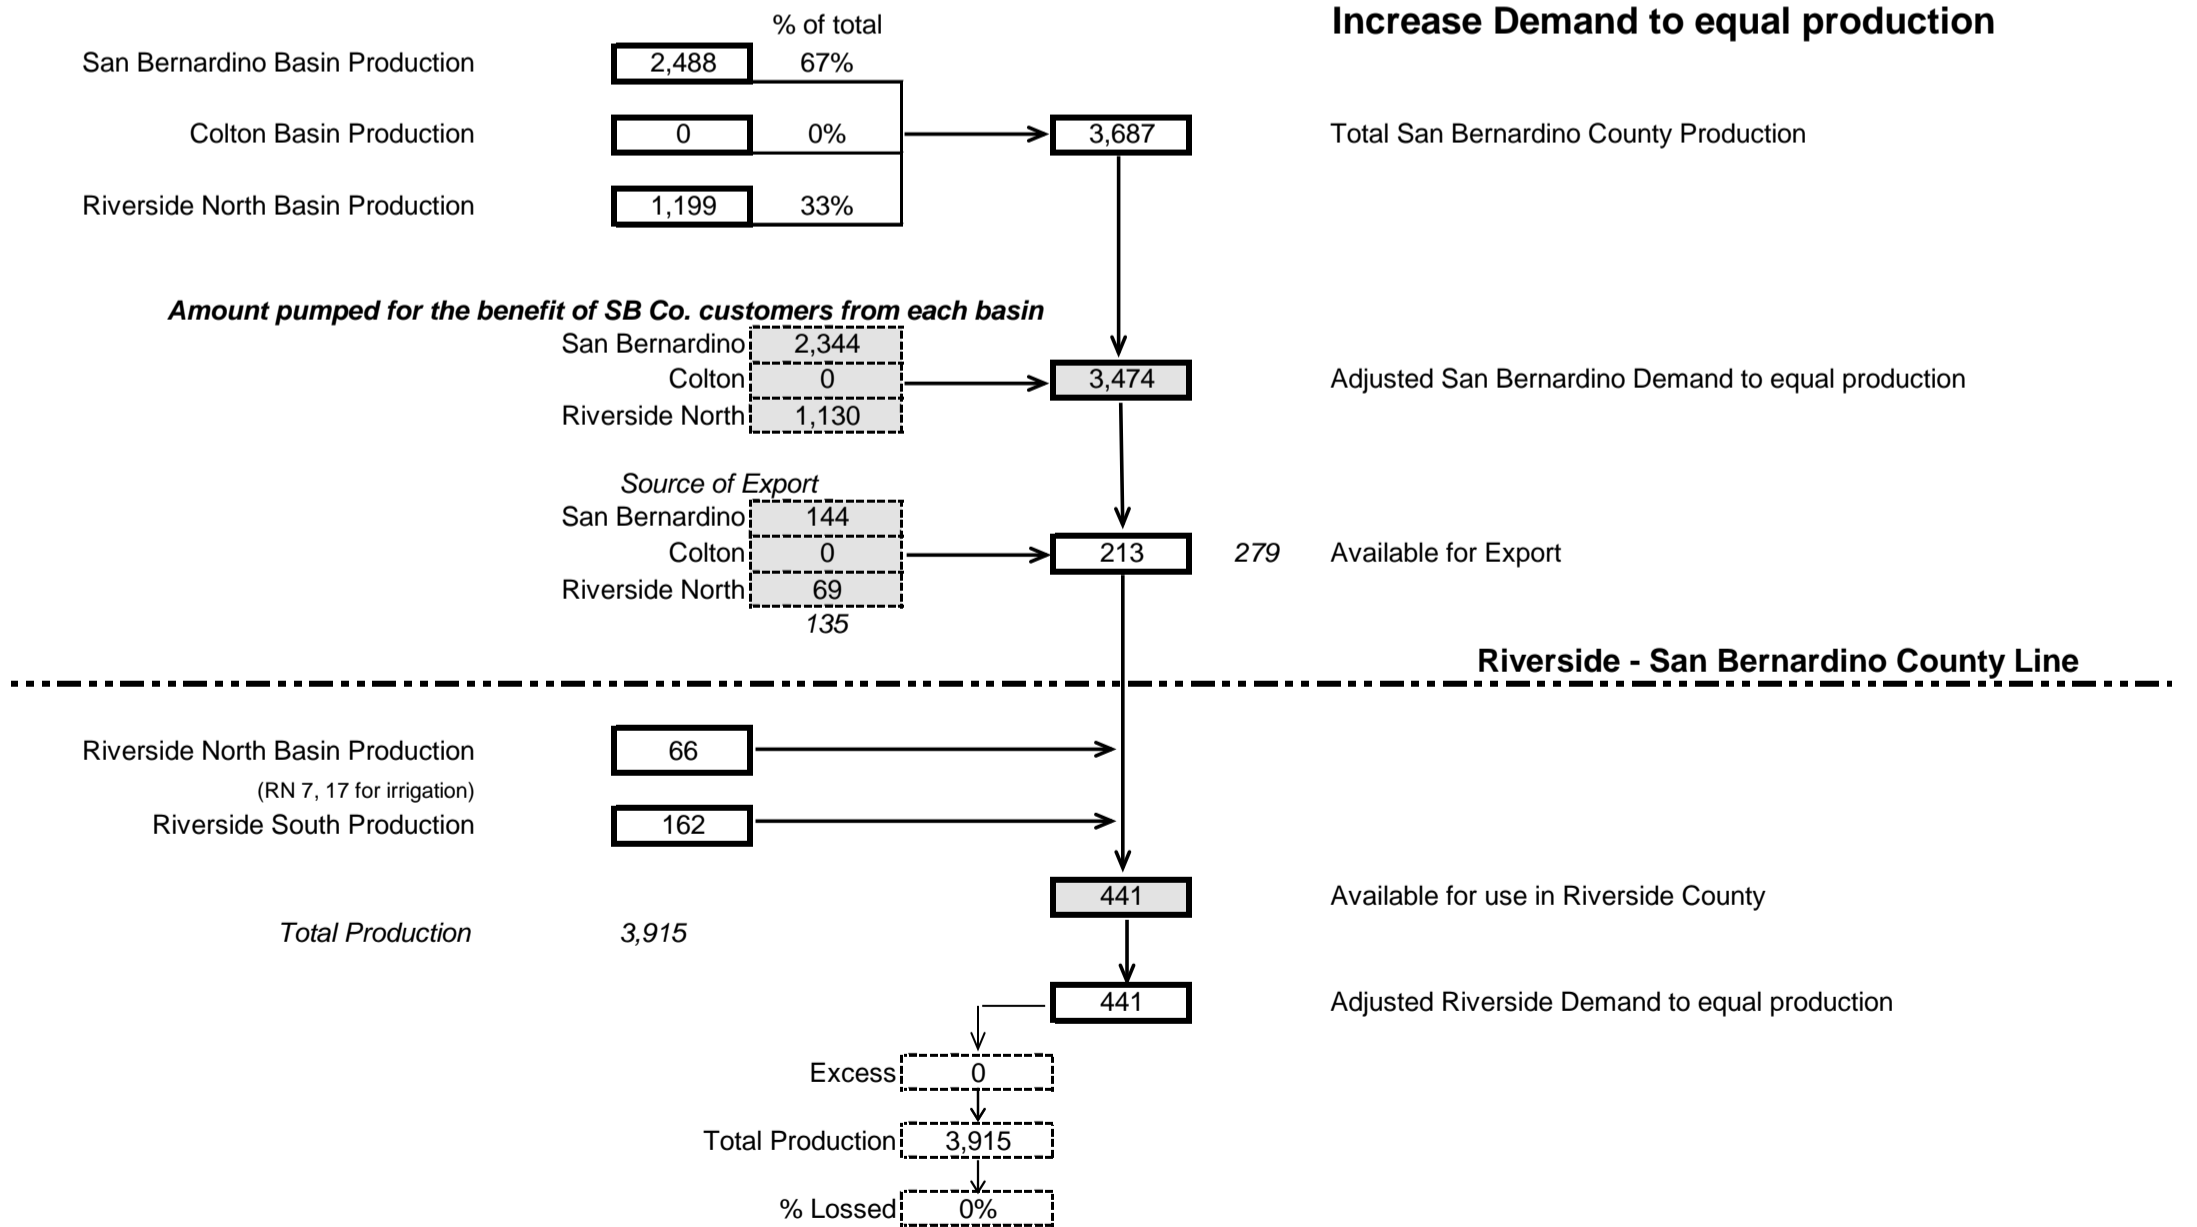 % of total
Increase Demand to equal production
San Bernardino Basin Production 2,488 67%
Colton Basin Production 0 0% 3,687 Total San Bernardino County Production
Riverside North Basin Production 1,199 33%
Amount pumped for the benefit of SB Co. customers from each basin
San Bernardino 2,344
Colton 0 3,474 Adjusted San Bernardino Demand to equal production
Riverside North 1,130
Source of Export
San Bernardino 144
Colton 0 213 279 Available for Export
Riverside North 69
135
Riverside - San Bernardino County Line
Riverside North Basin Production 66
(RN 7, 17 for irrigation)
Riverside South Production 162
441 Available for use in Riverside County
Total Production 3,915
441 Adjusted Riverside Demand to equal production
Excess 0
Total Production 3,915
% Lossed 0%